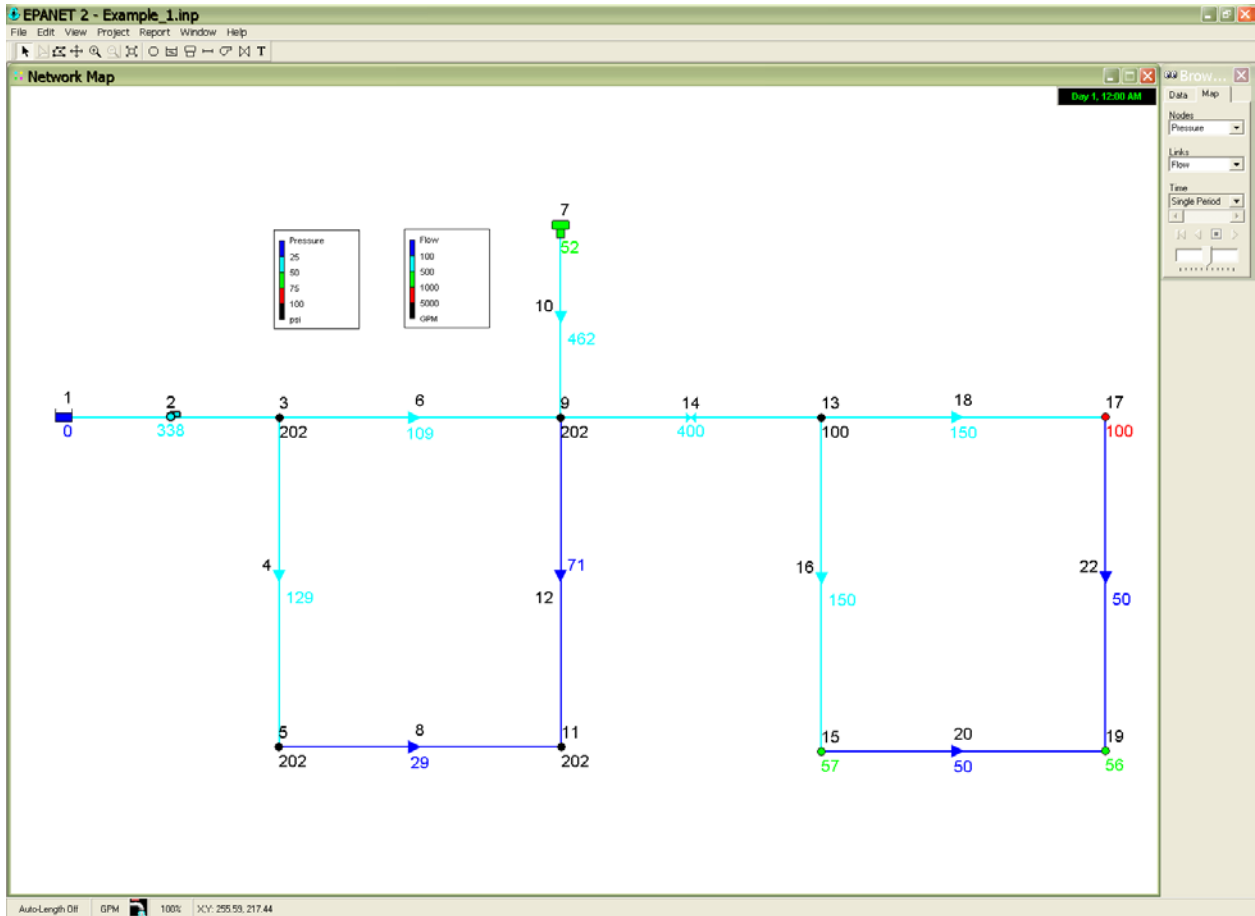 EPANET 2 - Example_1.inp
File Edit View Project Report Window Help
T
Network Map
Day 1, 12:00 AM
Brow...
Data Map
Nodes
Pressure
Links
Flow
Time
Single Period
7
52
Pressure
25
50
75
100
psi
Flow
100
500
1000
5000
GPM
10
462
1 2 3 6 9 14 13 18 17
0 338 202 109 202 400 100 150 100
4 71 16 22
129 12 150 50
5 8 11 15 20 19
202 29 202 57 50 56
Auto-Length Off GPM 100% X,Y: 255.59, 217.44